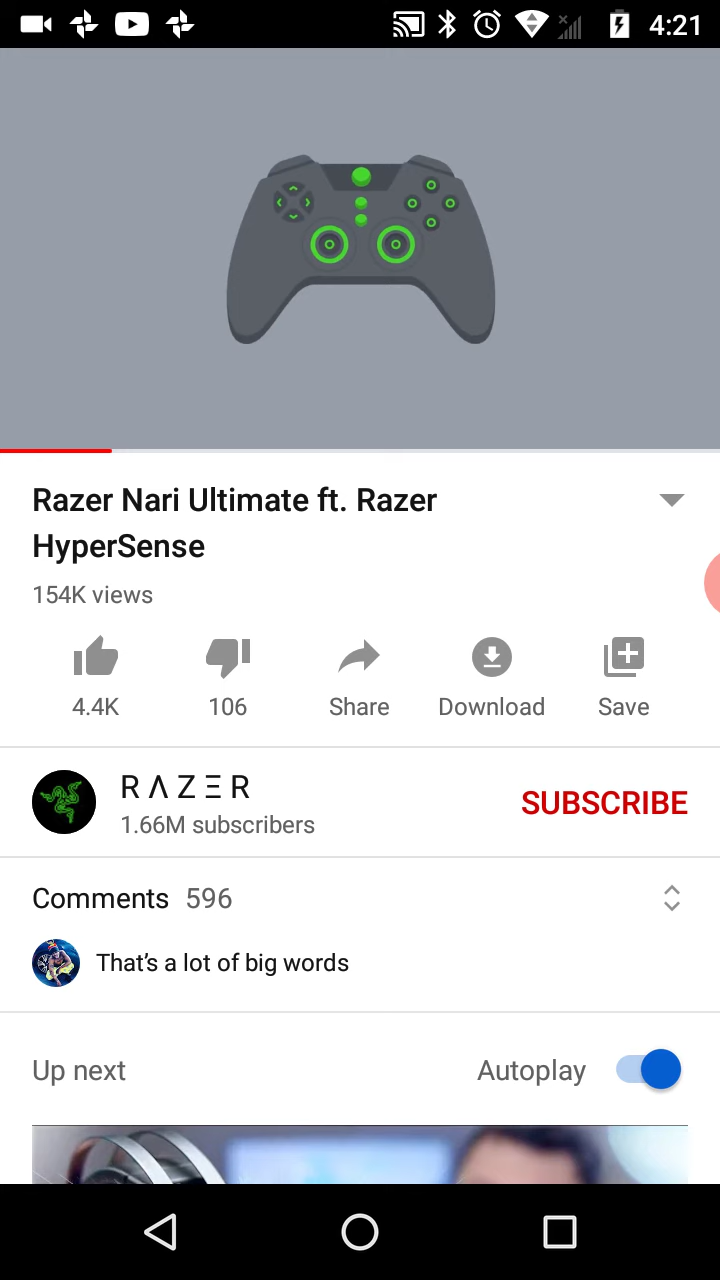 4:21
Razer Nari Ultimate ft. Razer
HyperSense
154K views
4.4K
106
Share
Download
Save
RΛZΞR
1.66M subscribers
SUBSCRIBE
Comments 596
That's a lot of big words
Up next
Autoplay